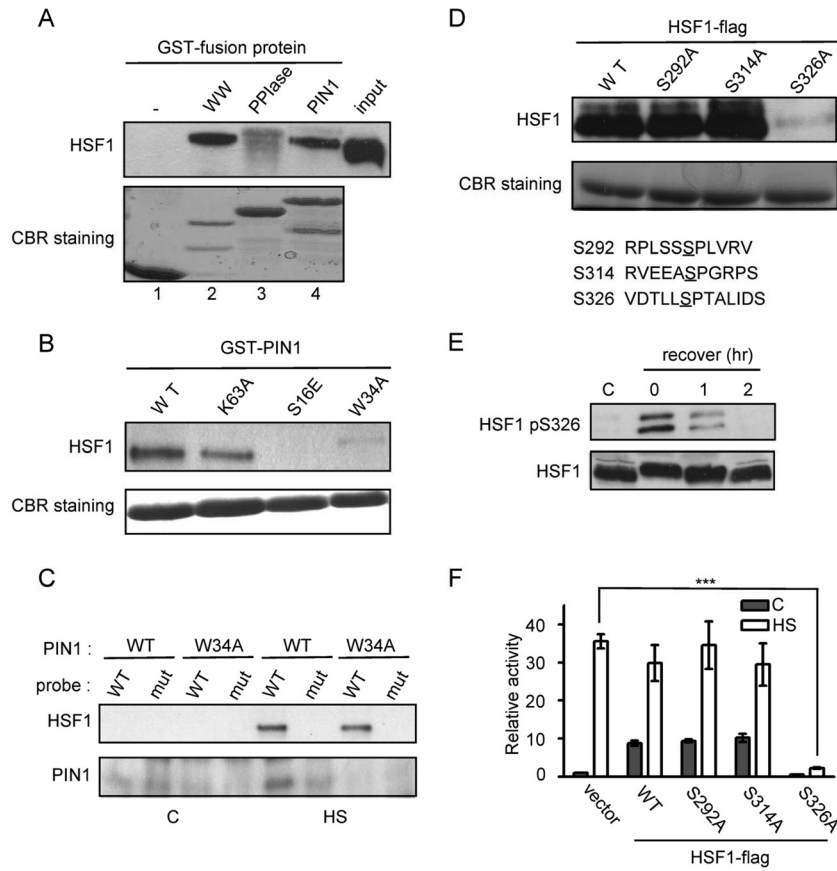 A
GST-fusion protein
- WW PPIase PIN1 input
HSF1
CBR staining
1 2 3 4
B
GST-PIN1
WT K63A S16E W34A
HSF1
CBR staining
C
PIN1 : WT W34A WT W34A
probe : WT mut WT mut WT mut WT mut
HSF1
PIN1
C HS
D
HSF1-flag
WT S292A S314A S326A
HSF1
CBR staining
S292 RPLSSSPLVRV
S314 RVEEASPGRPS
S326 VDTLLSPTALIDS
E
recover (hr)
C 0 1 2
HSF1 pS326
HSF1
F
***
C
HS
Relative activity
40
30
20
10
0
vector WT S292A S314A S326A
HSF1-flag